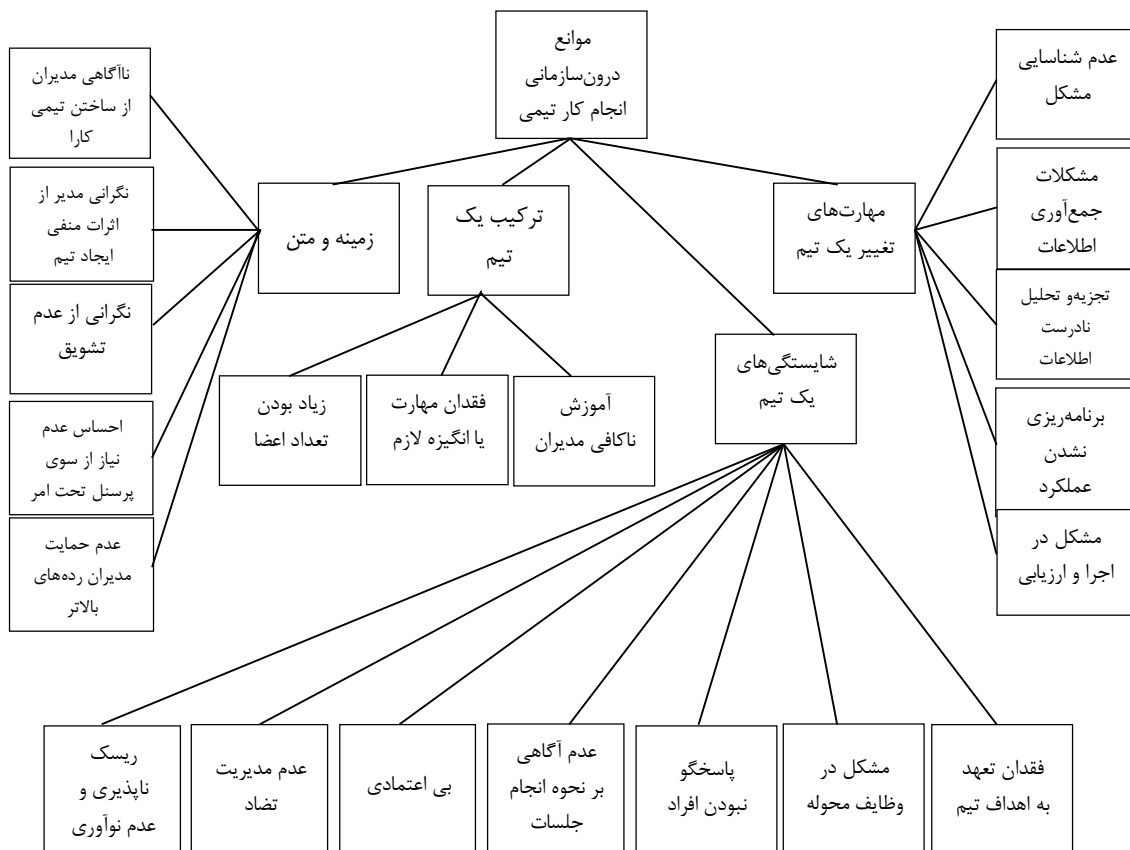 موانع
درون‌سازمانی
انجام کار تیمی
مهارت‌های
تغییر یک تیم
ترکیب یک
تیم
زمینه و متن
شایستگی‌های
یک تیم
عدم شناسایی
مشکل
مشکلات
جمع‌آوری
اطلاعات
تجزیه‌و تحلیل
نادرست
اطلاعات
برنامه‌ریزی
نشدن
عملکرد
مشکل در
اجرا و ارزیابی
آموزش
ناکافی مدیران
فقدان مهارت
یا انگیزه لازم
زیاد بودن
تعداد اعضا
ناآگاهی مدیران
از ساختن تیمی
کارا
نگرانی مدیر از
اثرات منفی
ایجاد تیم
نگرانی از عدم
تشویق
احساس عدم
نیاز از سوی
پرسنل تحت امر
عدم حمایت
مدیران رده‌های
بالاتر
فقدان تعهد
به اهداف تیم
مشکل در
وظایف محوله
پاسخگو
نبودن افراد
عدم آگاهی
بر نحوه انجام
جلسات
بی اعتمادی
عدم مدیریت
تضاد
ریسک
ناپذیری و
عدم نوآوری